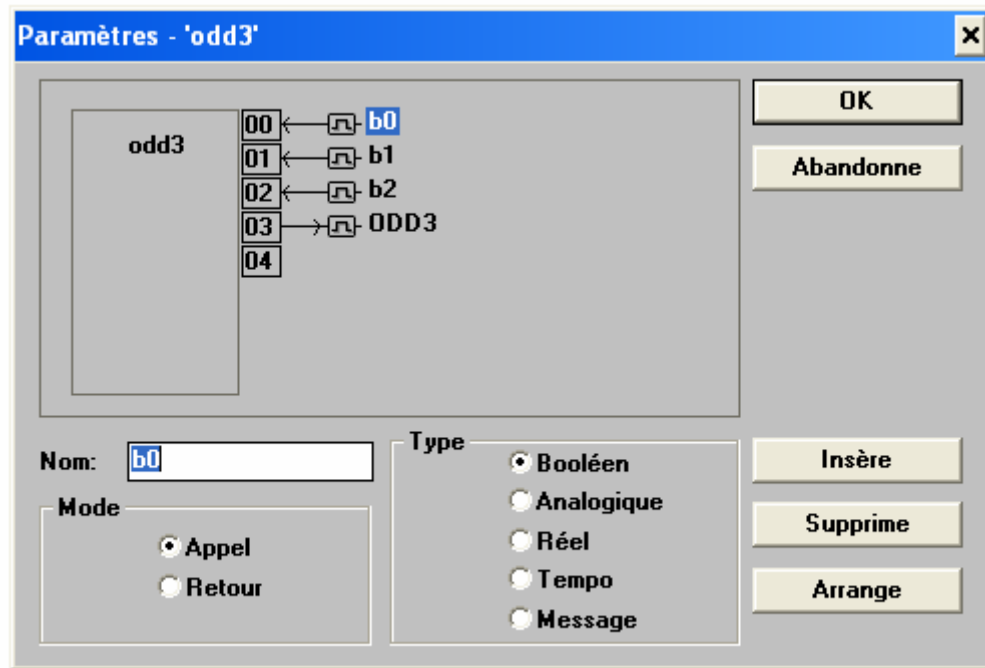 Paramètres - 'odd3'
odd3
00 b0
01 b1
02 b2
03 ODD3
04
OK
Abandonne
Nom: b0
Mode
Appel
Retour
Type
Booléen
Analogique
Réel
Tempo
Message
Insère
Supprime
Arrange